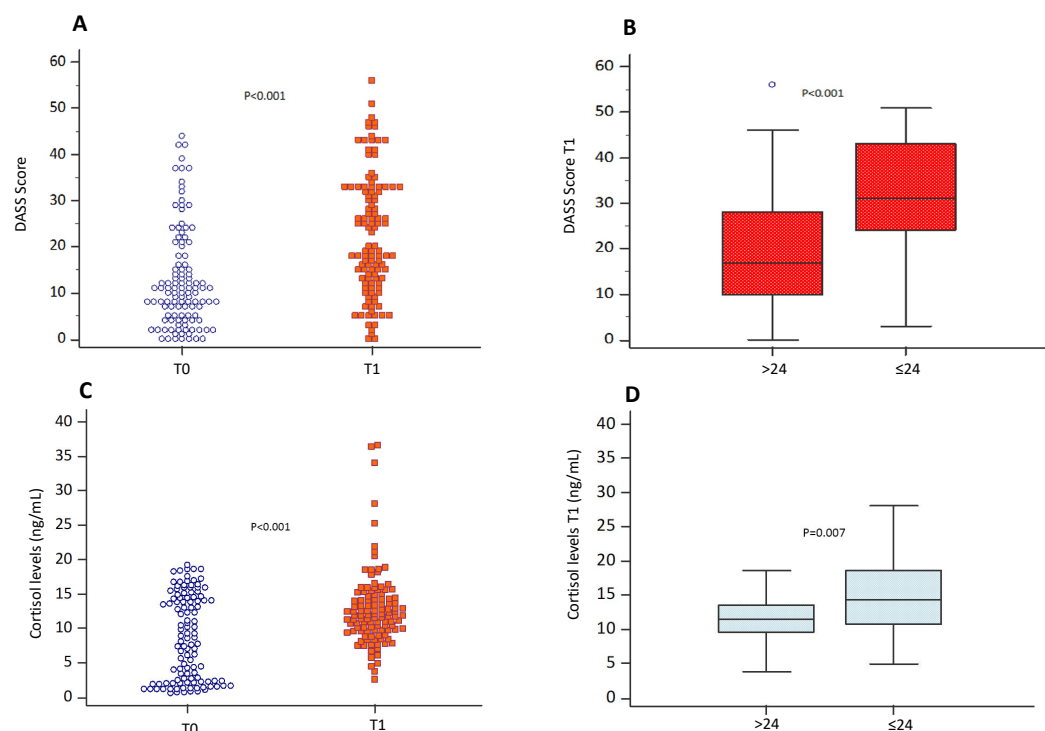 A
DASS Score
60
50
40
30
20
10
0
P<0.001
T0
T1
B
DASS Score T1
60
50
40
30
20
10
0
P<0.001
>24
≤24
C
Cortisol levels (ng/mL)
40
35
30
25
20
15
10
5
0
P<0.001
T0
T1
D
Cortisol levels T1 (ng/mL)
40
35
30
25
20
15
10
5
0
P=0.007
>24
≤24